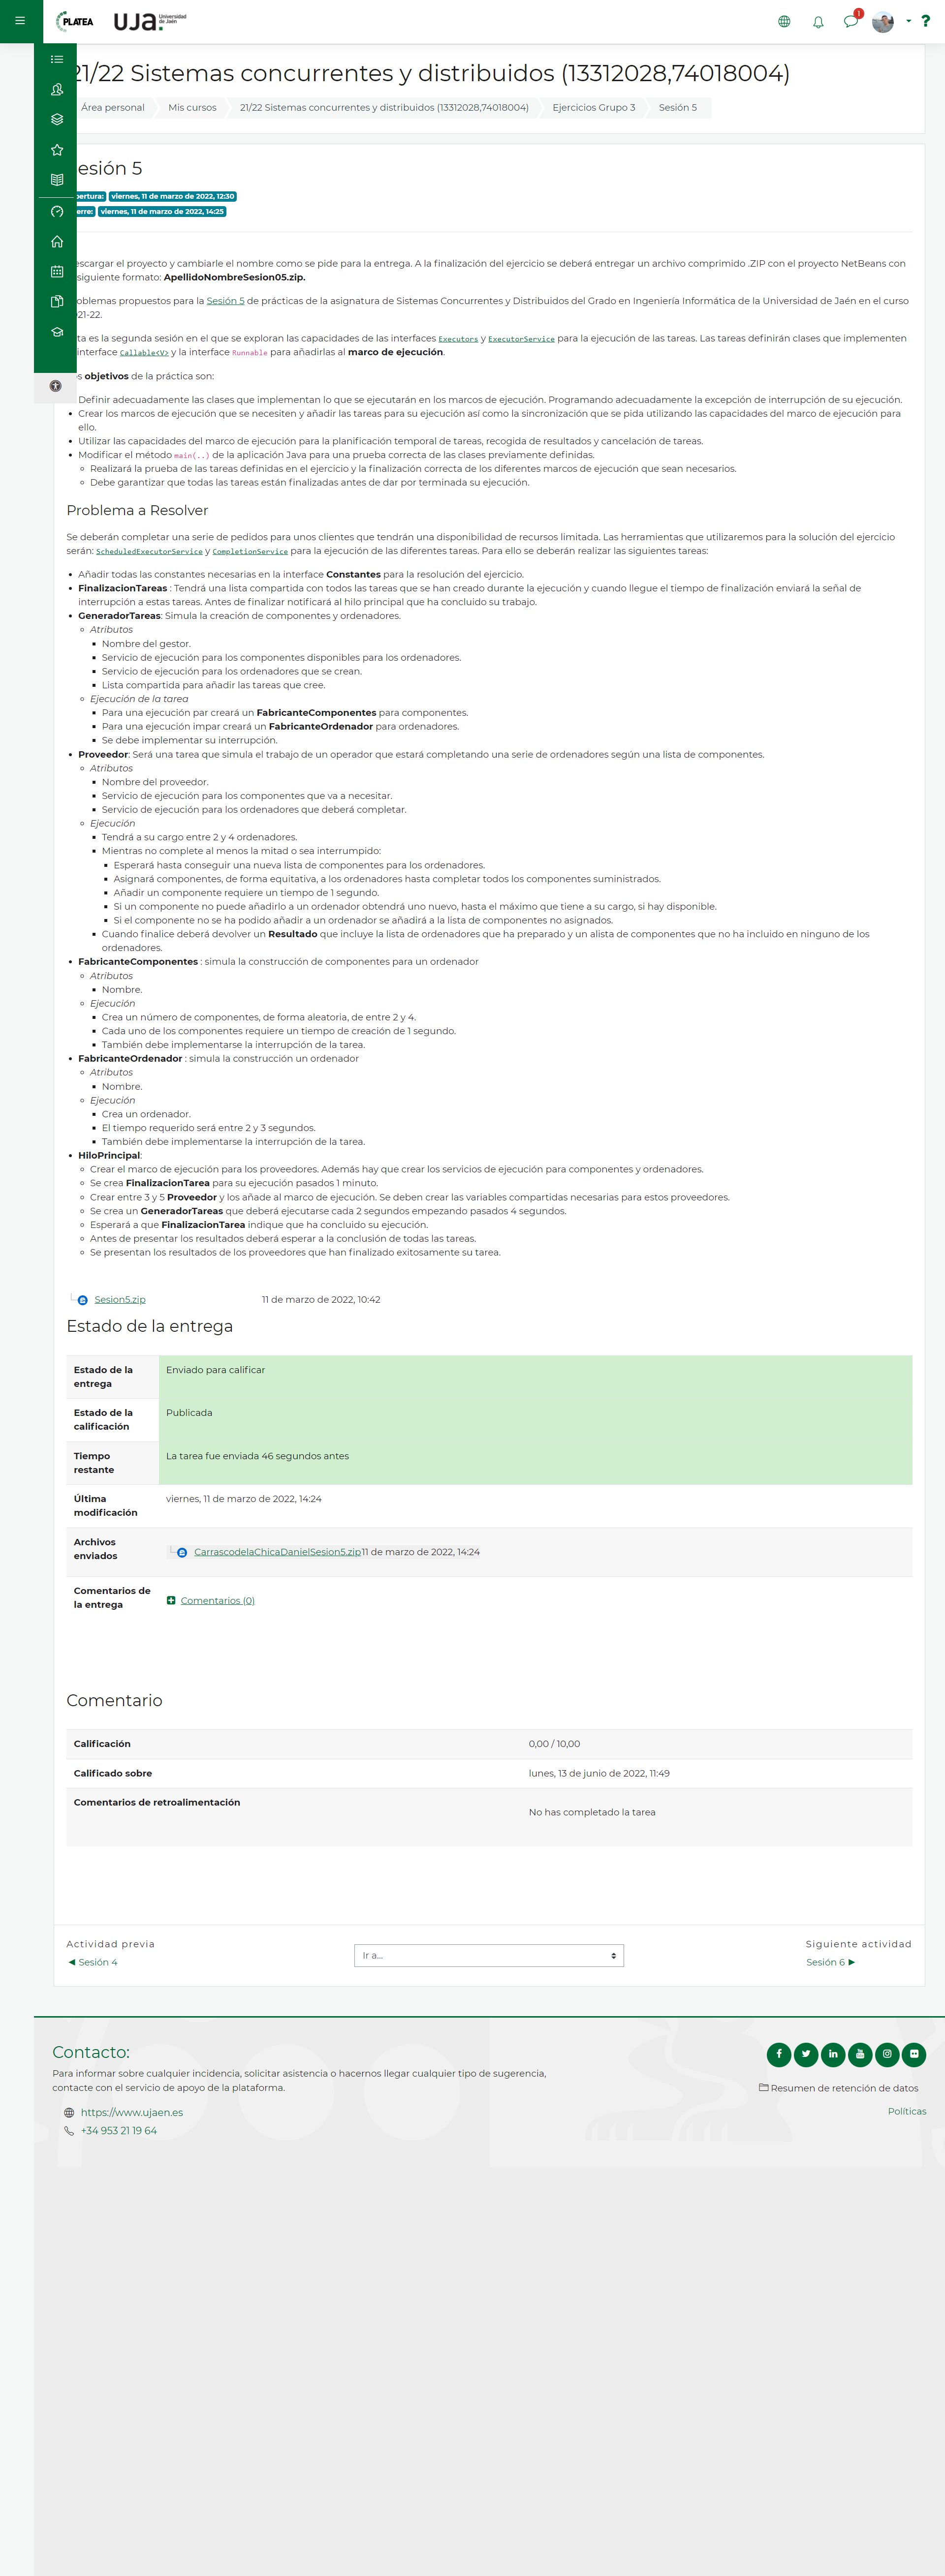 PLATEA
uja.
Universidad
de Jaén
1
?
21/22 Sistemas concurrentes y distribuidos (13312028,74018004)
Área personal
Mis cursos
21/22 Sistemas concurrentes y distribuidos (13312028,74018004)
Ejercicios Grupo 3
Sesión 5
esión 5
pertura: viernes, 11 de marzo de 2022, 12:30
erre: viernes, 11 de marzo de 2022, 14:25
escargar el proyecto y cambiarle el nombre como se pide para la entrega. A la finalización del ejercicio se deberá entregar un archivo comprimido .ZIP con el proyecto NetBeans con
siguiente formato: ApellidoNombreSesion05.zip.
oblemas propuestos para la Sesión 5 de prácticas de la asignatura de Sistemas Concurrentes y Distribuidos del Grado en Ingeniería Informática de la Universidad de Jaén en el curso
21-22.
ta es la segunda sesión en el que se exploran las capacidades de las interfaces Executors y ExecutorService para la ejecución de las tareas. Las tareas definirán clases que implementen
interface Callable<V> y la interface Runnable para añadirlas al marco de ejecución.
os objetivos de la práctica son:
Definir adecuadamente las clases que implementan lo que se ejecutarán en los marcos de ejecución. Programando adecuadamente la excepción de interrupción de su ejecución.
Crear los marcos de ejecución que se necesiten y añadir las tareas para su ejecución así como la sincronización que se pida utilizando las capacidades del marco de ejecución para
ello.
Utilizar las capacidades del marco de ejecución para la planificación temporal de tareas, recogida de resultados y cancelación de tareas.
Modificar el método main(..) de la aplicación Java para una prueba correcta de las clases previamente definidas.
Realizará la prueba de las tareas definidas en el ejercicio y la finalización correcta de los diferentes marcos de ejecución que sean necesarios.
Debe garantizar que todas las tareas están finalizadas antes de dar por terminada su ejecución.
Problema a Resolver
Se deberán completar una serie de pedidos para unos clientes que tendrán una disponibilidad de recursos limitada. Las herramientas que utilizaremos para la solución del ejercicio
serán: ScheduledExecutorService y CompletionService para la ejecución de las diferentes tareas. Para ello se deberán realizar las siguientes tareas:
Añadir todas las constantes necesarias en la interface Constantes para la resolución del ejercicio.
FinalizacionTareas : Tendrá una lista compartida con todos las tareas que se han creado durante la ejecución y cuando llegue el tiempo de finalización enviará la señal de
interrupción a estas tareas. Antes de finalizar notificará al hilo principal que ha concluido su trabajo.
GeneradorTareas: Simula la creación de componentes y ordenadores.
Atributos
Nombre del gestor.
Servicio de ejecución para los componentes disponibles para los ordenadores.
Servicio de ejecución para los ordenadores que se crean.
Lista compartida para añadir las tareas que cree.
Ejecución de la tarea
Para una ejecución par creará un FabricanteComponentes para componentes.
Para una ejecución impar creará un FabricanteOrdenador para ordenadores.
Se debe implementar su interrupción.
Proveedor: Será una tarea que simula el trabajo de un operador que estará completando una serie de ordenadores según una lista de componentes.
Atributos
Nombre del proveedor.
Servicio de ejecución para los componentes que va a necesitar.
Servicio de ejecución para los ordenadores que deberá completar.
Ejecución
Tendrá a su cargo entre 2 y 4 ordenadores.
Mientras no complete al menos la mitad o sea interrumpido:
Esperará hasta conseguir una nueva lista de componentes para los ordenadores.
Asignará componentes, de forma equitativa, a los ordenadores hasta completar todos los componentes suministrados.
Añadir un componente requiere un tiempo de 1 segundo.
Si un componente no puede añadirlo a un ordenador obtendrá uno nuevo, hasta el máximo que tiene a su cargo, si hay disponible.
Si el componente no se ha podido añadir a un ordenador se añadirá a la lista de componentes no asignados.
Cuando finalice deberá devolver un Resultado que incluye la lista de ordenadores que ha preparado y un alista de componentes que no ha incluido en ninguno de los
ordenadores.
FabricanteComponentes : simula la construcción de componentes para un ordenador
Atributos
Nombre.
Ejecución
Crea un número de componentes, de forma aleatoria, de entre 2 y 4.
Cada uno de los componentes requiere un tiempo de creación de 1 segundo.
También debe implementarse la interrupción de la tarea.
FabricanteOrdenador : simula la construcción un ordenador
Atributos
Nombre.
Ejecución
Crea un ordenador.
El tiempo requerido será entre 2 y 3 segundos.
También debe implementarse la interrupción de la tarea.
HiloPrincipal:
Crear el marco de ejecución para los proveedores. Además hay que crear los servicios de ejecución para componentes y ordenadores.
Se crea FinalizacionTarea para su ejecución pasados 1 minuto.
Crear entre 3 y 5 Proveedor y los añade al marco de ejecución. Se deben crear las variables compartidas necesarias para estos proveedores.
Se crea un GeneradorTareas que deberá ejecutarse cada 2 segundos empezando pasados 4 segundos.
Esperará a que FinalizacionTarea indique que ha concluido su ejecución.
Antes de presentar los resultados deberá esperar a la conclusión de todas las tareas.
Se presentan los resultados de los proveedores que han finalizado exitosamente su tarea.
Sesion5.zip 11 de marzo de 2022, 10:42
Estado de la entrega
Estado de la entrega Enviado para calificar
Estado de la calificación Publicada
Tiempo restante La tarea fue enviada 46 segundos antes
Última modificación viernes, 11 de marzo de 2022, 14:24
Archivos enviados CarrascodelaChicaDanielSesion5.zip 11 de marzo de 2022, 14:24
Comentarios de la entrega Comentarios (0)
Comentario
Calificación 0,00 / 10,00
Calificado sobre lunes, 13 de junio de 2022, 11:49
Comentarios de retroalimentación No has completado la tarea
Actividad previa
◀ Sesión 4
Ir a...
Siguiente actividad
Sesión 6 ▶
Contacto:
Para informar sobre cualquier incidencia, solicitar asistencia o hacernos llegar cualquier tipo de sugerencia,
contacte con el servicio de apoyo de la plataforma.
https://www.ujaen.es
+34 953 21 19 64
Resumen de retención de datos
Políticas